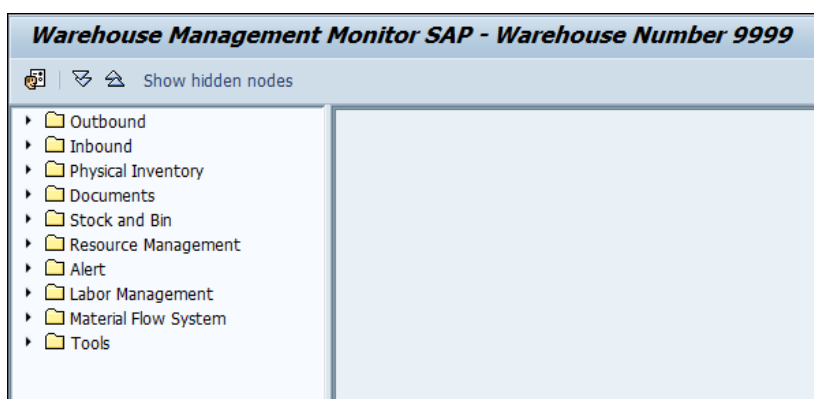 Warehouse Management Monitor SAP - Warehouse Number 9999
Show hidden nodes
Outbound
Inbound
Physical Inventory
Documents
Stock and Bin
Resource Management
Alert
Labor Management
Material Flow System
Tools